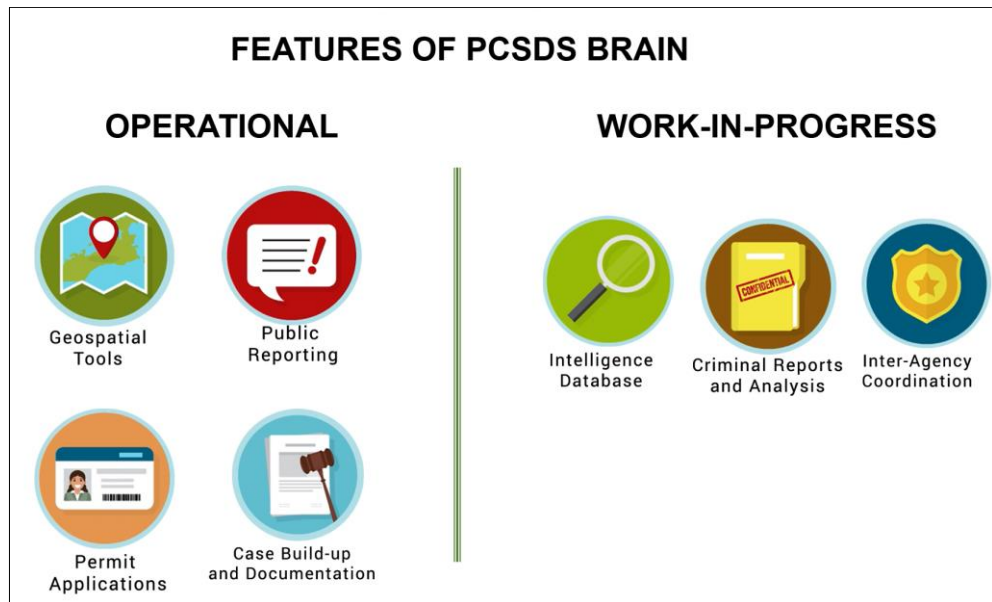 FEATURES OF PCSDS BRAIN
OPERATIONAL
Geospatial
Tools
Public
Reporting
Permit
Applications
Case Build-up
and Documentation
WORK-IN-PROGRESS
Intelligence
Database
CONFIDENTIAL
Criminal Reports
and Analysis
Inter-Agency
Coordination